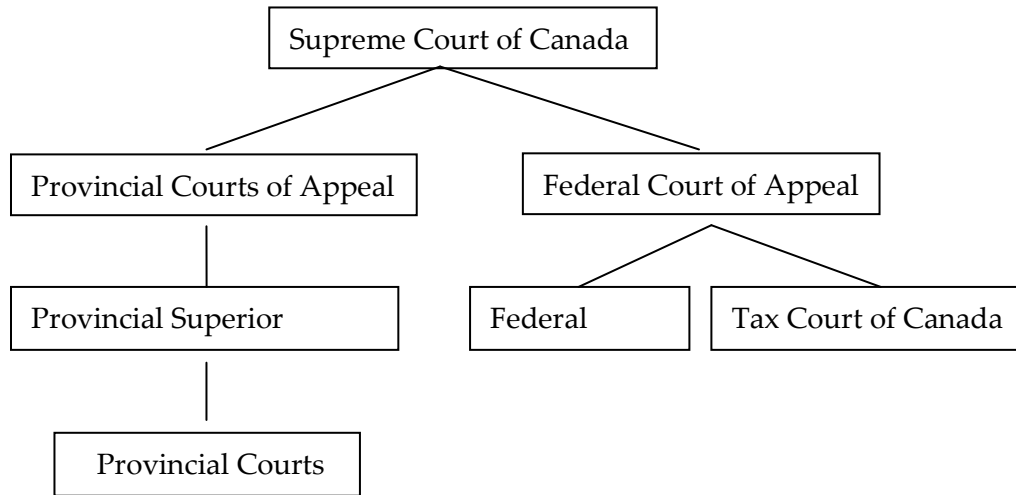 Supreme Court of Canada
Provincial Courts of Appeal
Federal Court of Appeal
Provincial Superior
Federal
Tax Court of Canada
Provincial Courts